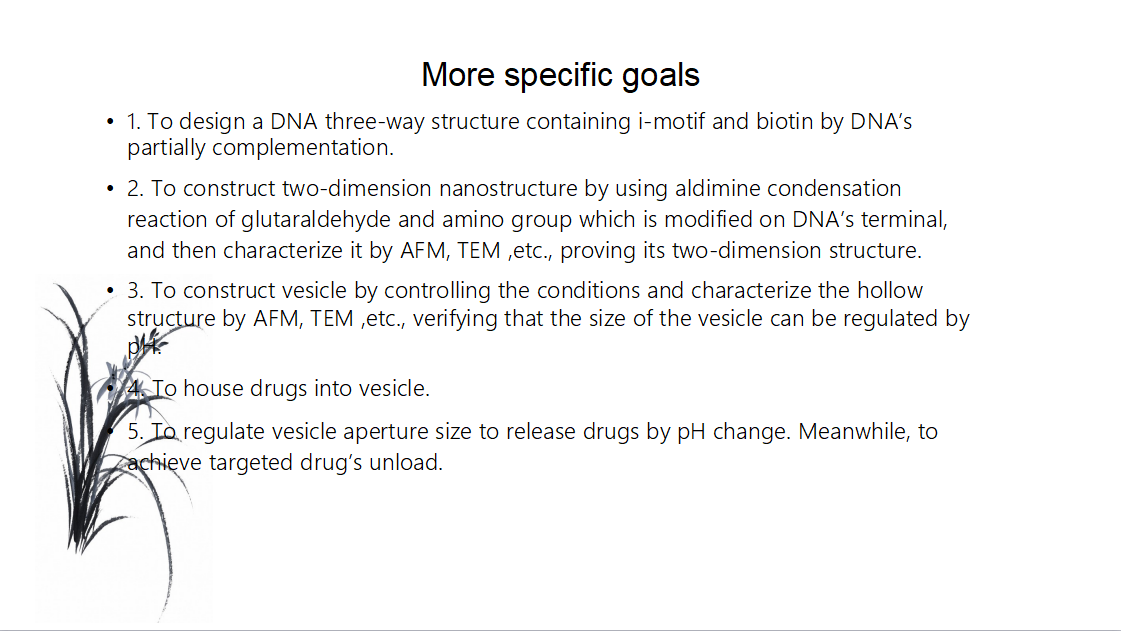 More specific goals
• 1. To design a DNA three-way structure containing i-motif and biotin by DNA’s
partially complementation.
• 2. To construct two-dimension nanostructure by using aldimine condensation
reaction of glutaraldehyde and amino group which is modified on DNA’s terminal,
and then characterize it by AFM, TEM ,etc., proving its two-dimension structure.
• 3. To construct vesicle by controlling the conditions and characterize the hollow
structure by AFM, TEM ,etc., verifying that the size of the vesicle can be regulated by
pH.
• 4. To house drugs into vesicle.
• 5. To regulate vesicle aperture size to release drugs by pH change. Meanwhile, to
achieve targeted drug’s unload.